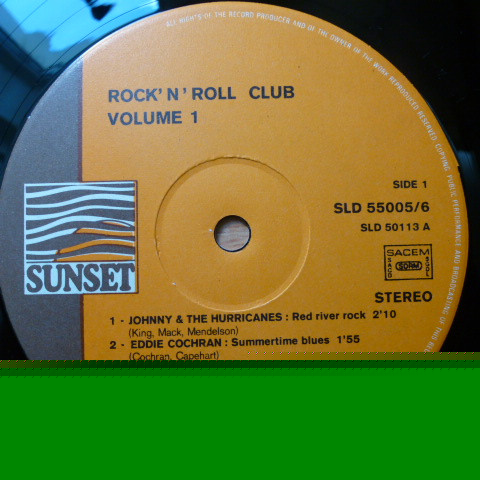 ALL RIGHT'S OF THE RECORD PRODUCER AND OF THE OWNER OF THE WORK REPRODUCED RESERVED. COPYING, PUBLIC PERFORMANCE AND BROADCASTING OF THIS
ROCK' N' ROLL CLUB
VOLUME 1
SIDE 1
SLD 55005/6
SLD 50113 A
SACEM
SDRM
SACD
SGDL
STEREO
SUNSET
1 - JOHNNY & THE HURRICANES : Red river rock 2'10
(King, Mack, Mendelson)
2 - EDDIE COCHRAN : Summertime blues 1'55
(Cochran, Capehart)